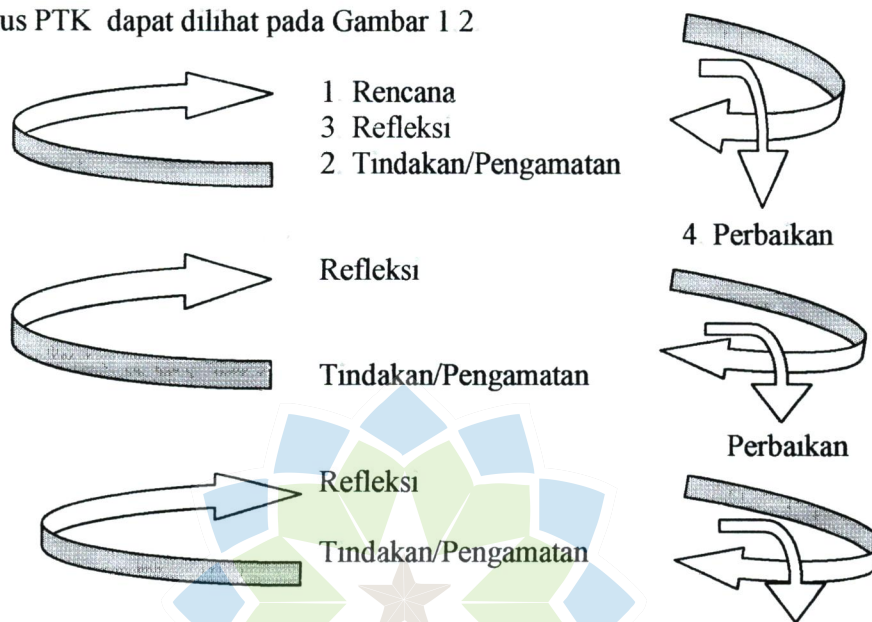 us PTK dapat dilihat pada Gambar 1 2
1. Rencana
3 Refleksi
2. Tindakan/Pengamatan
4. Perbaikan
Refleksi
Tindakan/Pengamatan
Perbaikan
Refleksi
Tindakan/Pengamatan